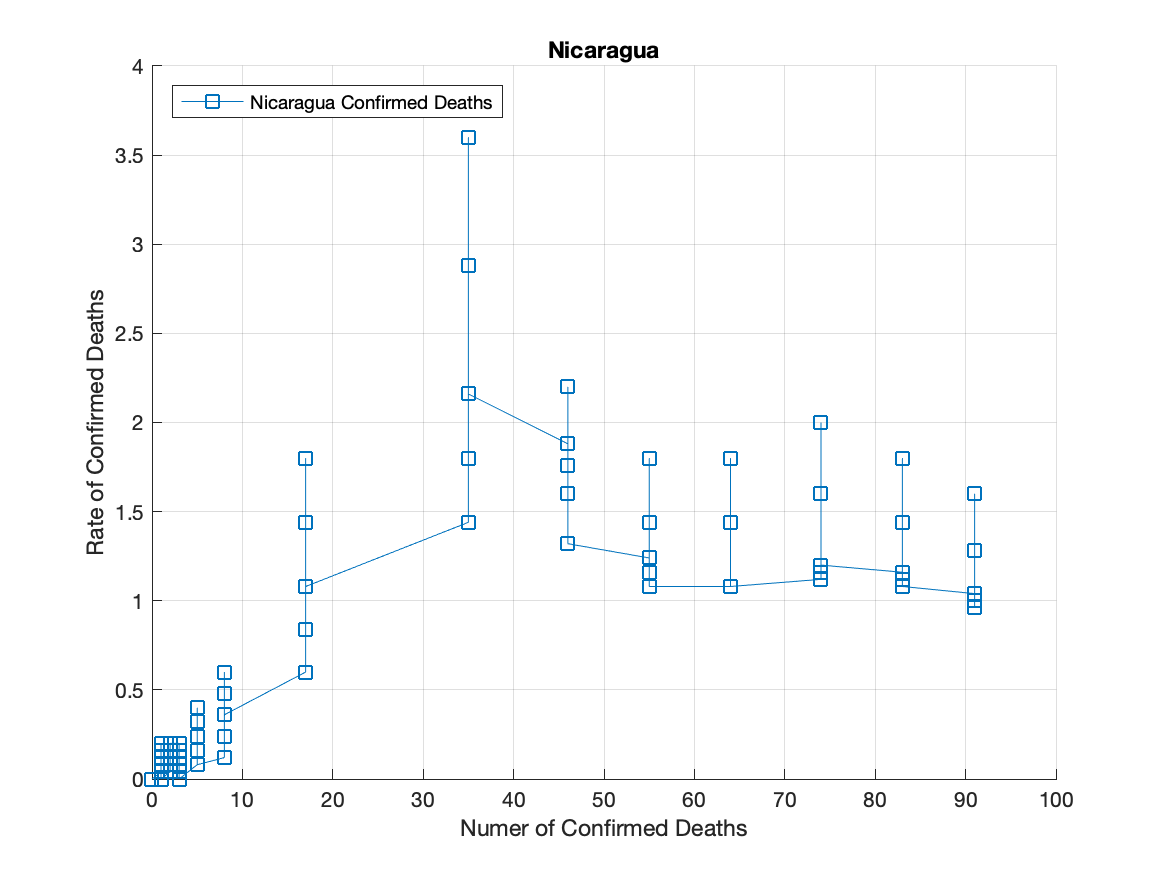 Nicaragua
Nicaragua Confirmed Deaths
Rate of Confirmed Deaths
4
3.5
3
2.5
2
1.5
1
0.5
0
0 10 20 30 40 50 60 70 80 90 100
Numer of Confirmed Deaths